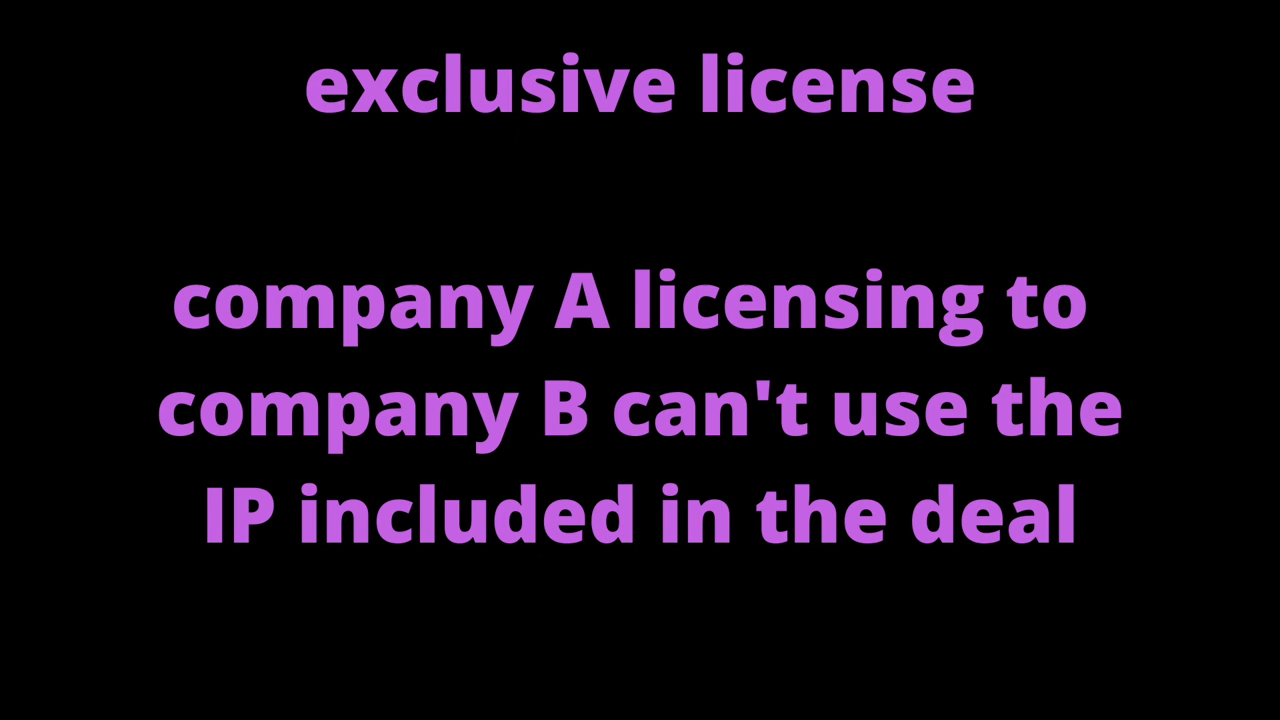 exclusive license
company A licensing to
company B can't use the
IP included in the deal